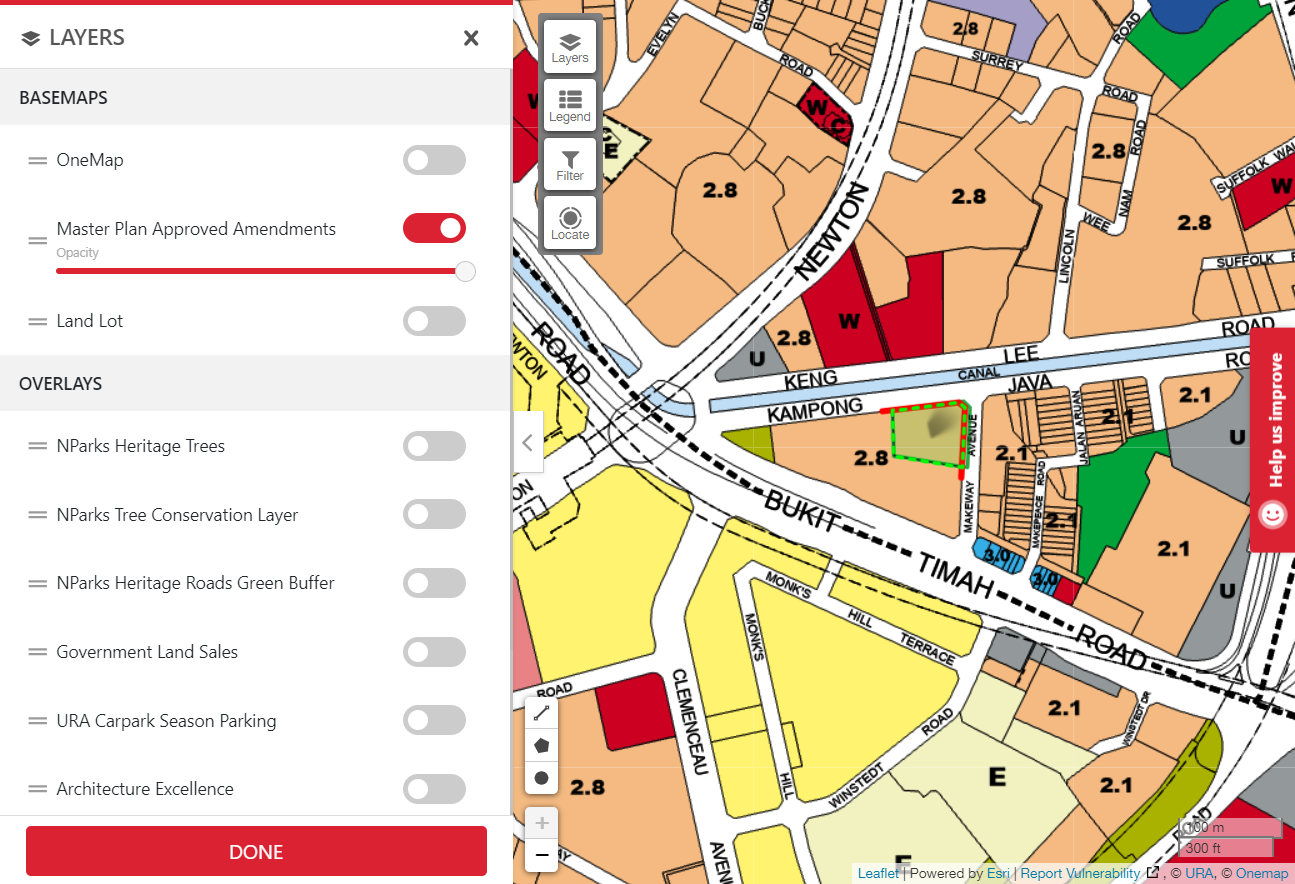 LAYERS
BASEMAPS
OneMap
Master Plan Approved Amendments
Opacity
Land Lot
OVERLAYS
NParks Heritage Trees
NParks Tree Conservation Layer
NParks Heritage Roads Green Buffer
Government Land Sales
URA Carpark Season Parking
Architecture Excellence
DONE
Layers
Legend
Filter
Locate
EVELYN
ROAD
BUCK
ROAD
2.8
SURREY
ROAD
ROAD
W
C
W
E
2.8
2.8
2.8
WEE
NAM
2.8
SUFFOLK WA
W
SUFFOLK
LINCOLN
NEWTON
ROAD
2.8
W
U
KENG
LEE
ROAD
CANAL
KAMPONG
JAVA
2.8
AVENUE
MAKEWAY
2.1
2.1
2.1
JALAN ARUAN
MAKEPEACE ROAD
2.1
U
2.1
U
3.0
3.0
BUKIT
TIMAH
ROAD
MONK'S
HILL
TERRACE
MONK'S
HILL
ROAD
CLEMENCEAU
AVEN
WINSTEDT
ROAD
2.1
WINSTEDT DR
2.8
E
2.1
E
Help us improve
100 m
300 ft
Leaflet | Powered by Esri | Report Vulnerability , © URA, © Onemap